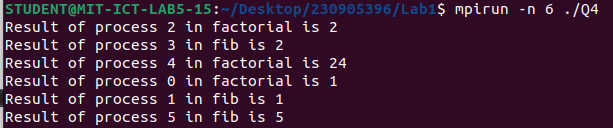 STUDENT@MIT-ICT-LAB5-15:~/Desktop/230905396/Lab1$ mpirun -n 6 ./Q4
Result of process 2 in factorial is 2
Result of process 3 in fib is 2
Result of process 4 in factorial is 24
Result of process 0 in factorial is 1
Result of process 1 in fib is 1
Result of process 5 in fib is 5